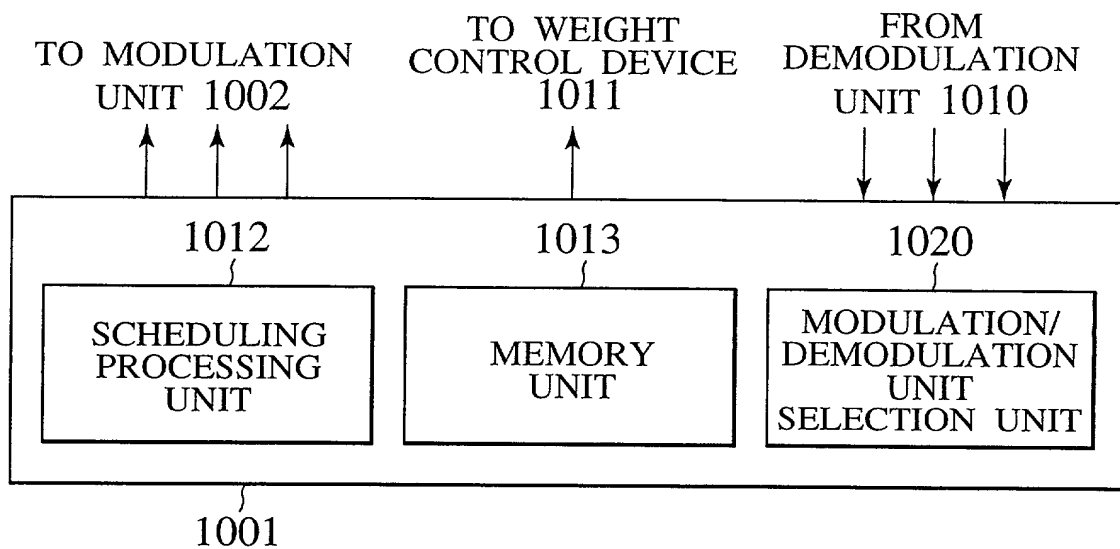 TO MODULATION
UNIT 1002
TO WEIGHT
CONTROL DEVICE
1011
FROM
DEMODULATION
UNIT 1010
1012
1013
1020
SCHEDULING
PROCESSING
UNIT
MEMORY
UNIT
MODULATION/
DEMODULATION
UNIT
SELECTION UNIT
1001